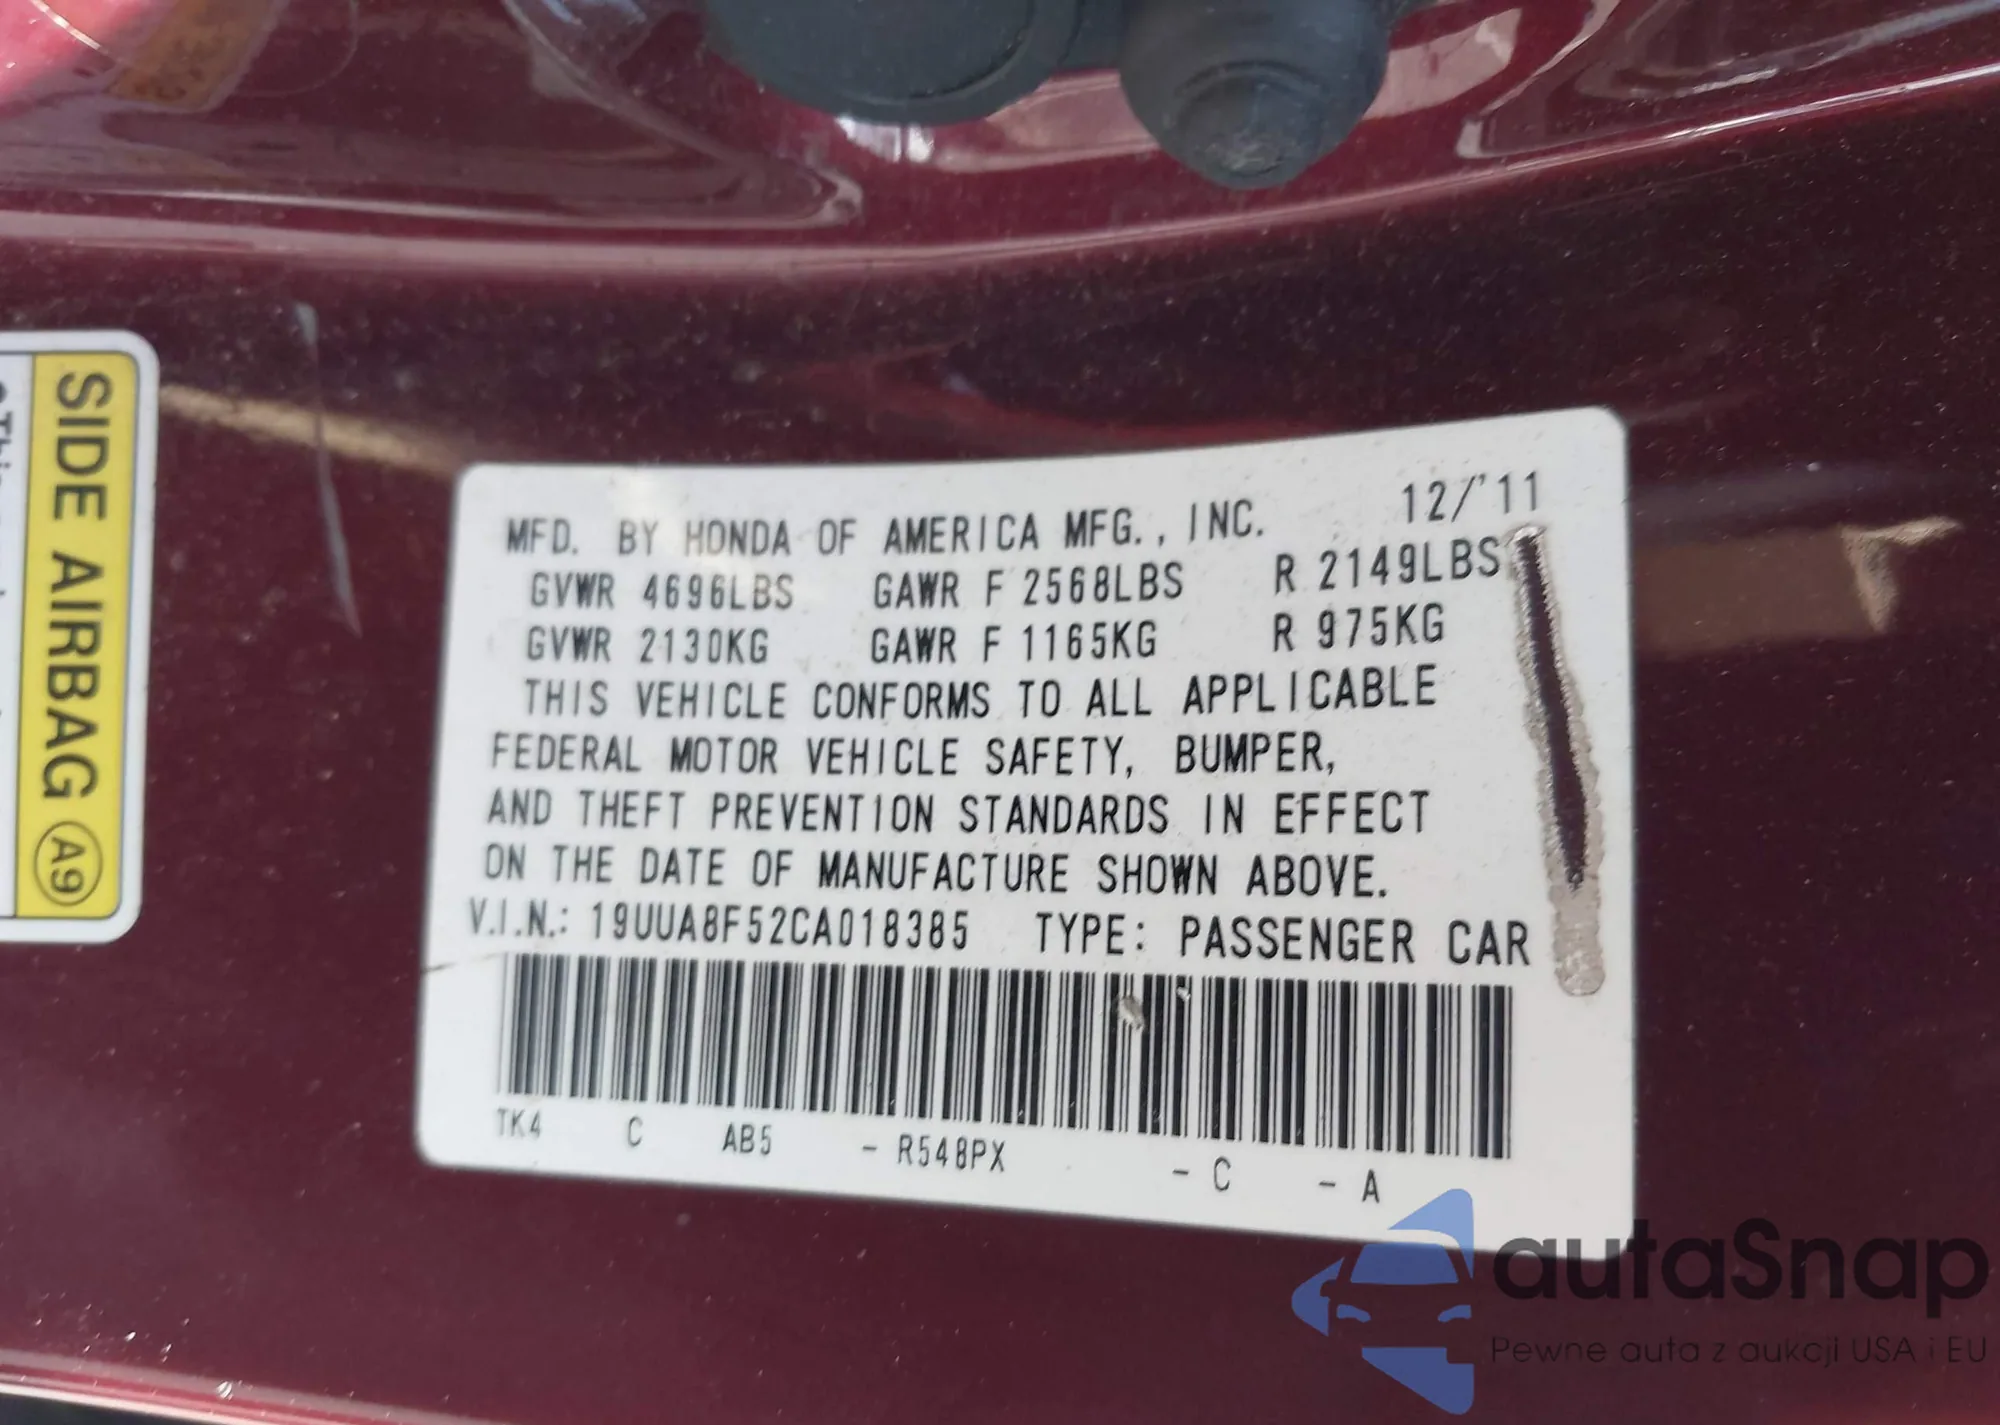 SIDE AIRBAG A9
MFD. BY HONDA OF AMERICA MFG., INC. 12/'11
GVWR 4696LBS GAWR F 2568LBS R 2149LBS
GVWR 2130KG GAWR F 1165KG R 975KG
THIS VEHICLE CONFORMS TO ALL APPLICABLE
FEDERAL MOTOR VEHICLE SAFETY, BUMPER,
AND THEFT PREVENTION STANDARDS IN EFFECT
ON THE DATE OF MANUFACTURE SHOWN ABOVE.
V.I.N.: 19UUA8F52CA018385 TYPE: PASSENGER CAR
TK4 C AB5 - R548PX - C - A
autaSnap
Pewne auta z aukcji USA i EU